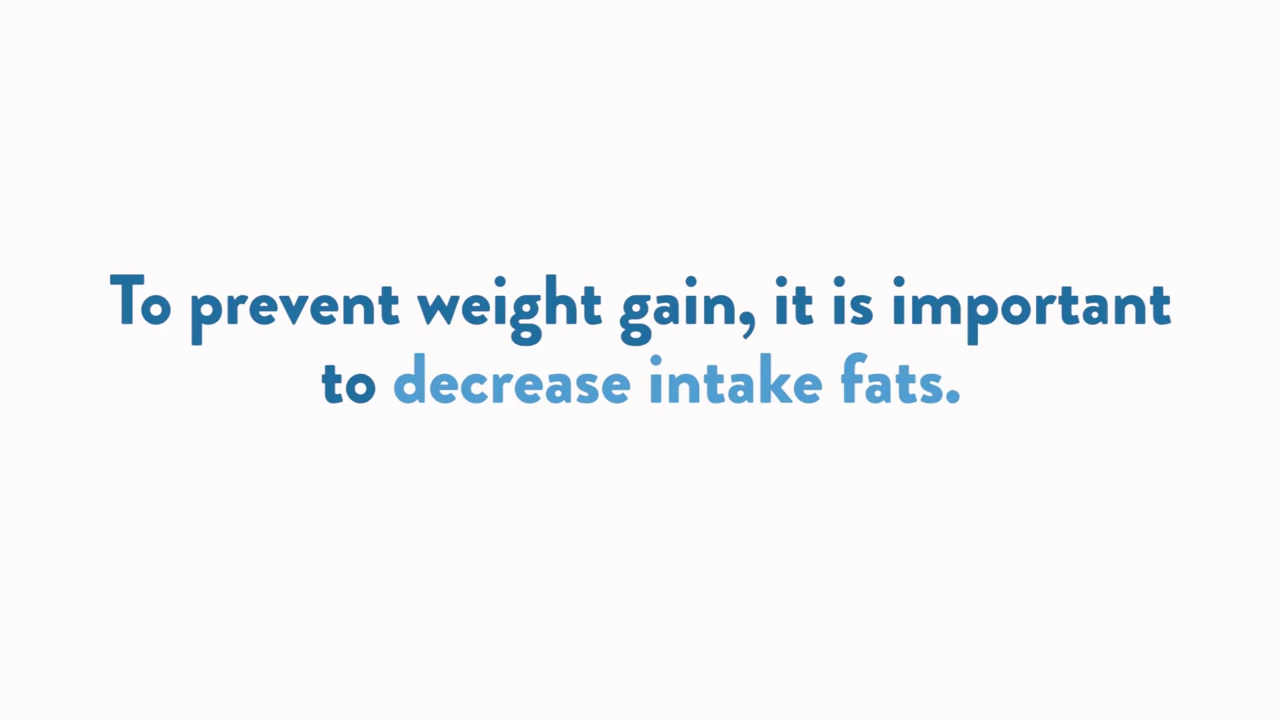 To prevent weight gain, it is important
to decrease intake fats.